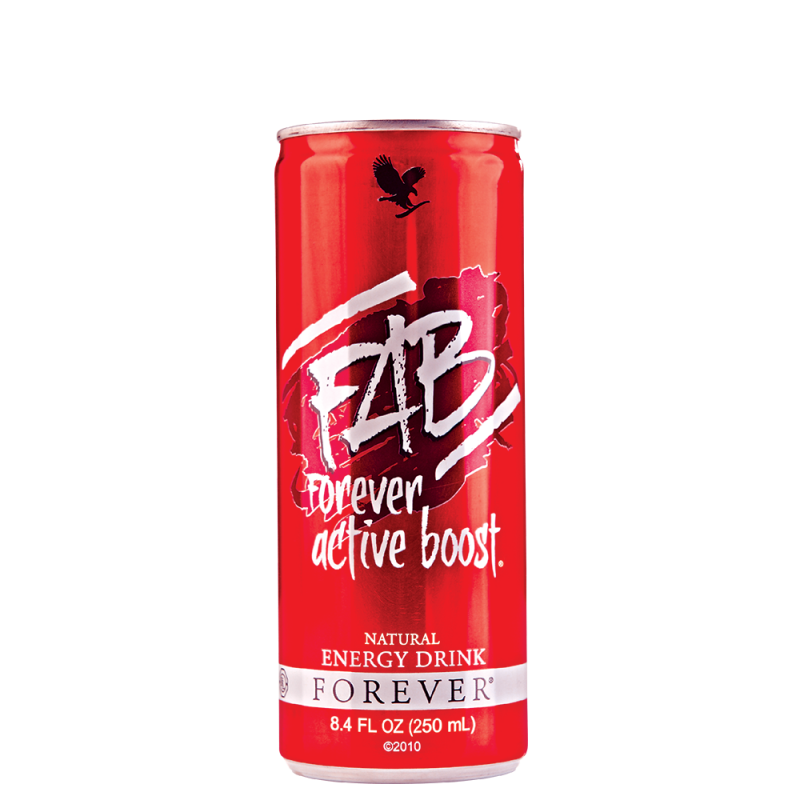 FAB
Forever
active boost®
NATURAL
ENERGY DRINK
FOREVER®
8.4 FL OZ (250 mL)
©2010